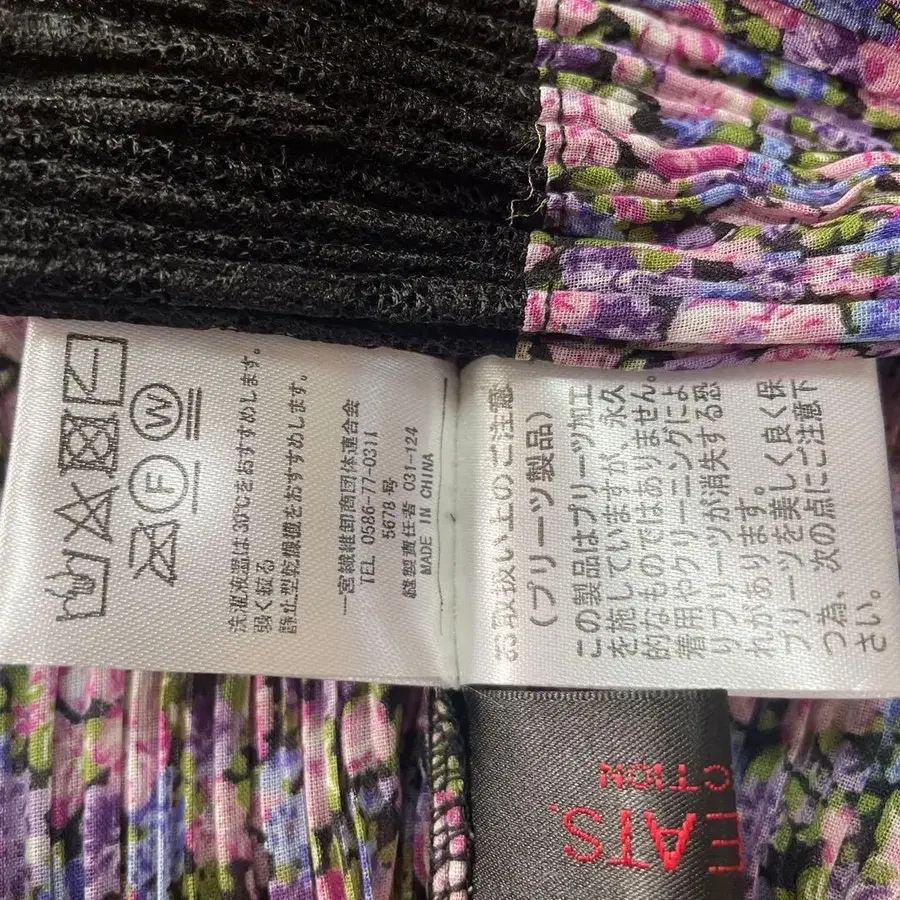 洗濯液温は30℃をおすすめします。
弱く絞る
静止型乾燥機をおすすめします。
一宮繊維卸商団体連合会
TEL 0586-77-0311
5678 号
縫製責任者 031-124
MADE IN CHINA
お取扱い上のご注意
(プリーツ製品)
この製品はプリーツ加工
を施していますが、永久
的なものではありません。
着用やクリーニングによ
りプリーツが消失する恐
れがあります。
プリーツを美しく良く保
つ為、次の点にご注意下
さい。
W
F
EATS.
CTION